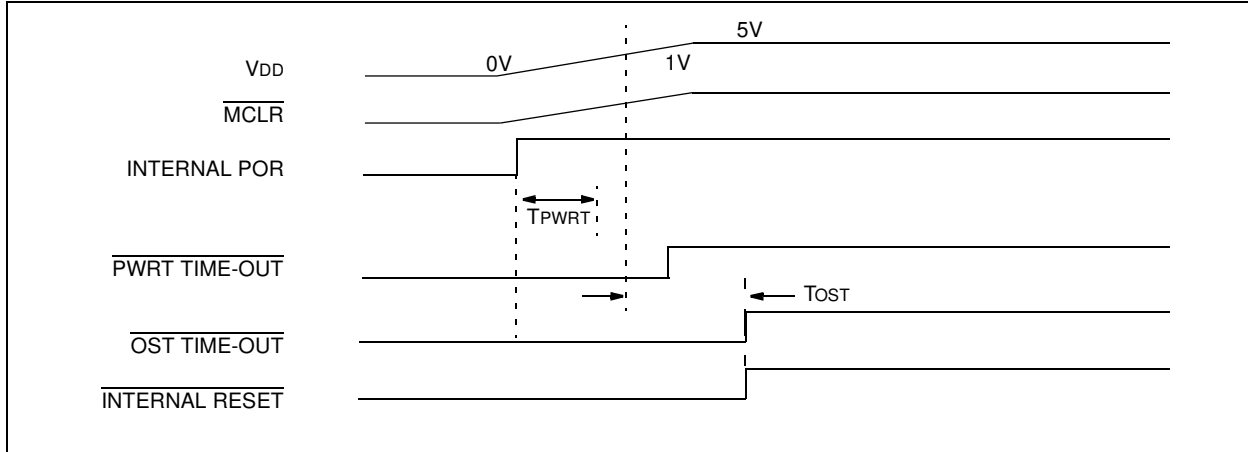 5V
0V
1V
VDD
MCLR
INTERNAL POR
TPWRT
PWRT TIME-OUT
TOST
OST TIME-OUT
INTERNAL RESET